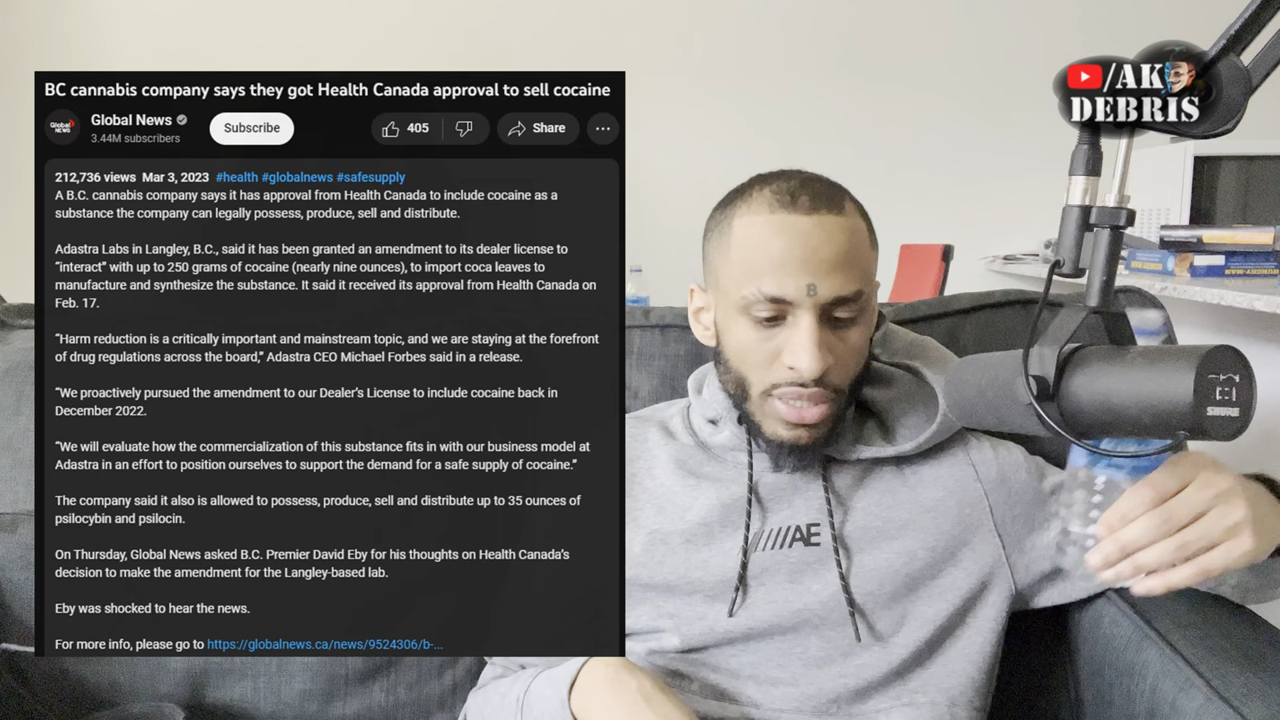 BC cannabis company says they got Health Canada approval to sell cocaine
Global News
3.44M subscribers
Subscribe
405
Share
212,736 views Mar 3, 2023 #health #globalnews #safesupply
A B.C. cannabis company says it has approval from Health Canada to include cocaine as a
substance the company can legally possess, produce, sell and distribute.
Adastra Labs in Langley, B.C., said it has been granted an amendment to its dealer license to
“interact” with up to 250 grams of cocaine (nearly nine ounces), to import coca leaves to
manufacture and synthesize the substance. It said it received its approval from Health Canada on
Feb. 17.
“Harm reduction is a critically important and mainstream topic, and we are staying at the forefront
of drug regulations across the board,” Adastra CEO Michael Forbes said in a release.
“We proactively pursued the amendment to our Dealer’s License to include cocaine back in
December 2022.
“We will evaluate how the commercialization of this substance fits in with our business model at
Adastra in an effort to position ourselves to support the demand for a safe supply of cocaine.”
The company said it also is allowed to possess, produce, sell and distribute up to 35 ounces of
psilocybin and psilocin.
On Thursday, Global News asked B.C. Premier David Eby for his thoughts on Health Canada’s
decision to make the amendment for the Langley-based lab.
Eby was shocked to hear the news.
For more info, please go to https://globalnews.ca/news/9524306/b-...
/AK
DEBRIS
B
/////AE
SHURE
HUNGRY-MAN